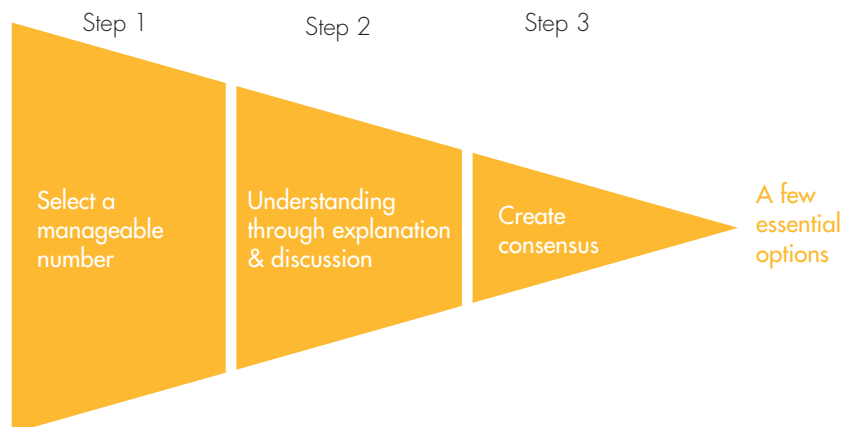 Step 1
Step 2
Step 3
Select a
manageable
number
Understanding
through explanation
& discussion
Create
consensus
A few
essential
options